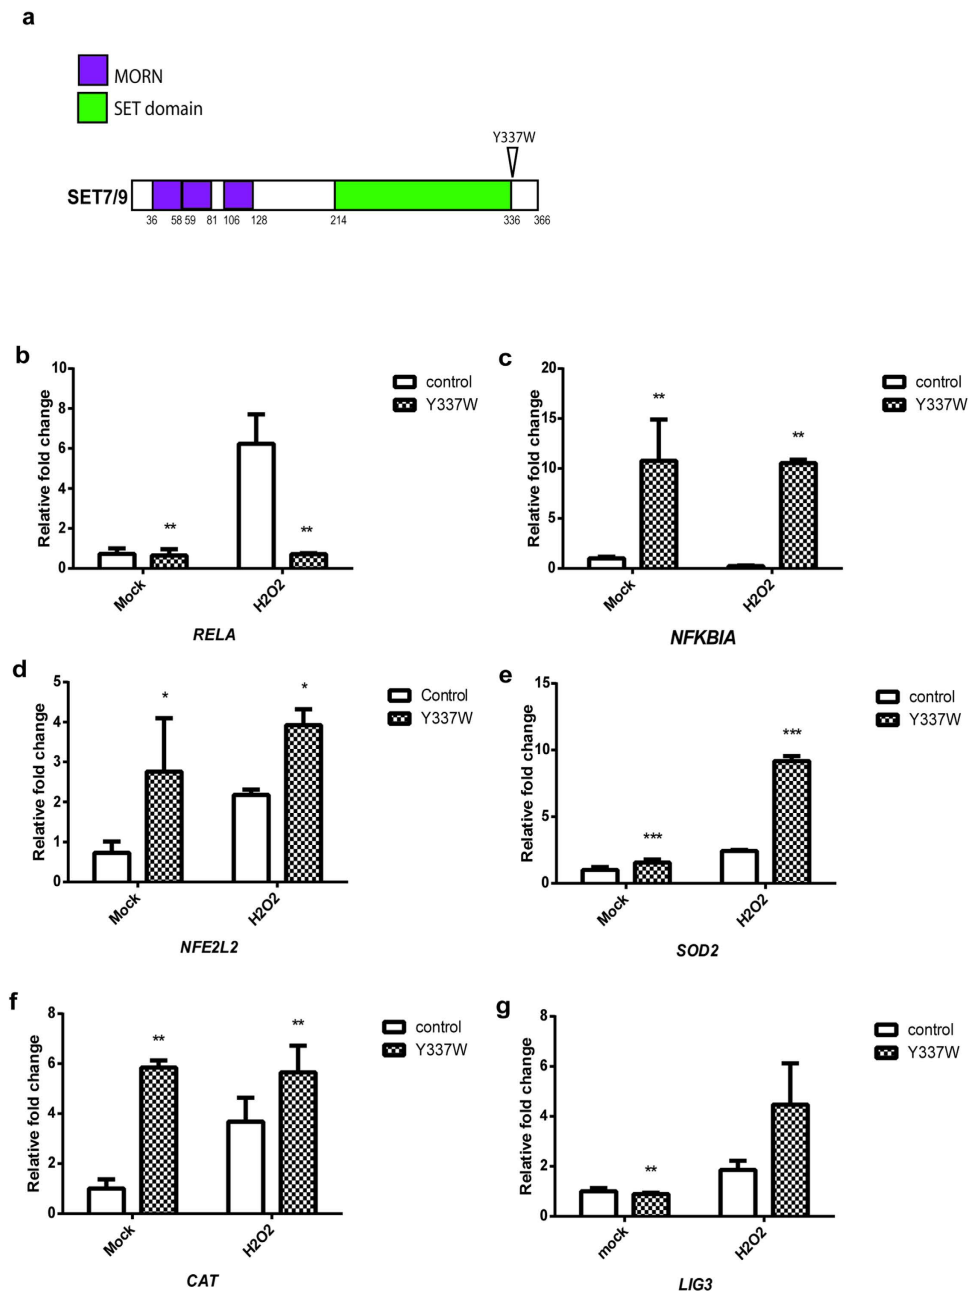 a
MORN
SET domain
Y337W
SET7/9
36 58 59 81 106 128 214 336 366
b
10
8
6
4
2
0
Relative fold change
**
**
Mock
H2O2
RELA
control
Y337W
c
20
15
10
5
0
Relative fold change
**
**
Mock
H2O2
NFKBIA
control
Y337W
d
5
4
3
2
1
0
Relative fold change
*
*
Mock
H2O2
NFE2L2
Control
Y337W
e
15
10
5
0
Relative fold change
***
***
Mock
H2O2
SOD2
control
Y337W
f
8
6
4
2
0
Relative fold change
**
**
Mock
H2O2
CAT
control
Y337W
g
8
6
4
2
0
Relative fold change
**
mock
H2O2
LIG3
control
Y337W